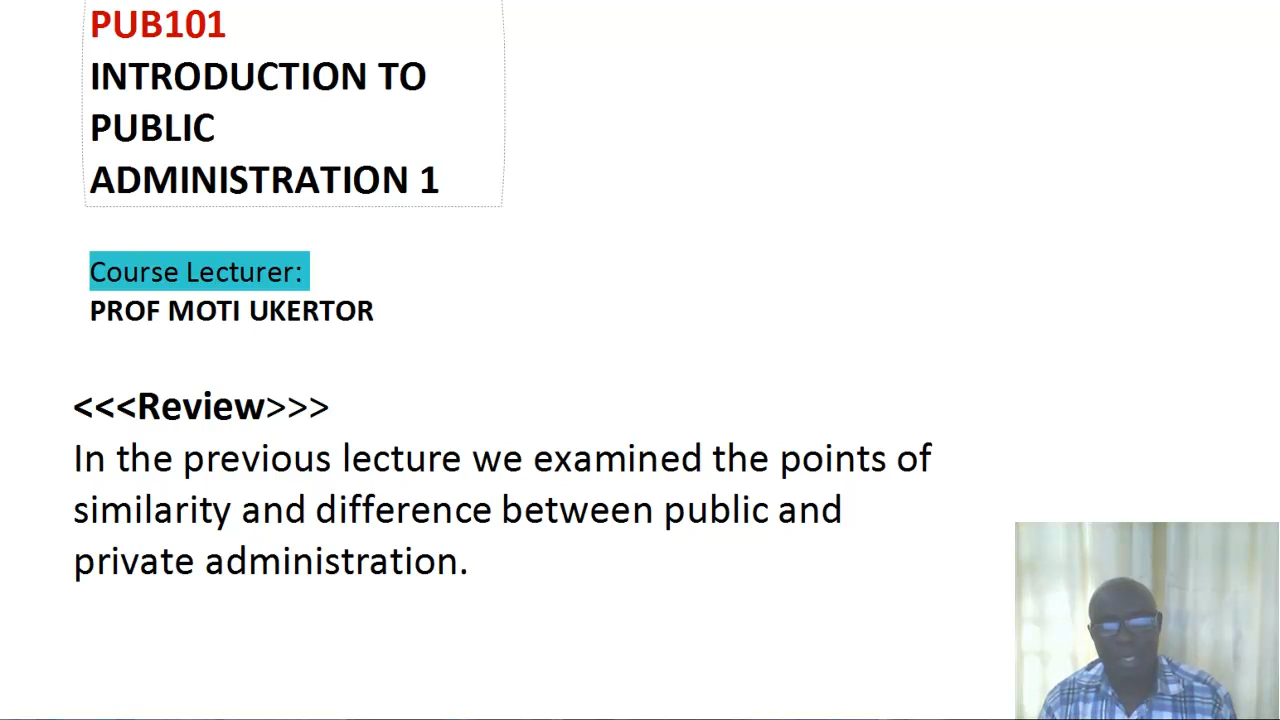 PUB101
INTRODUCTION TO
PUBLIC
ADMINISTRATION 1
Course Lecturer:
PROF MOTI UKERTOR
<<<Review>>>
In the previous lecture we examined the points of
similarity and difference between public and
private administration.